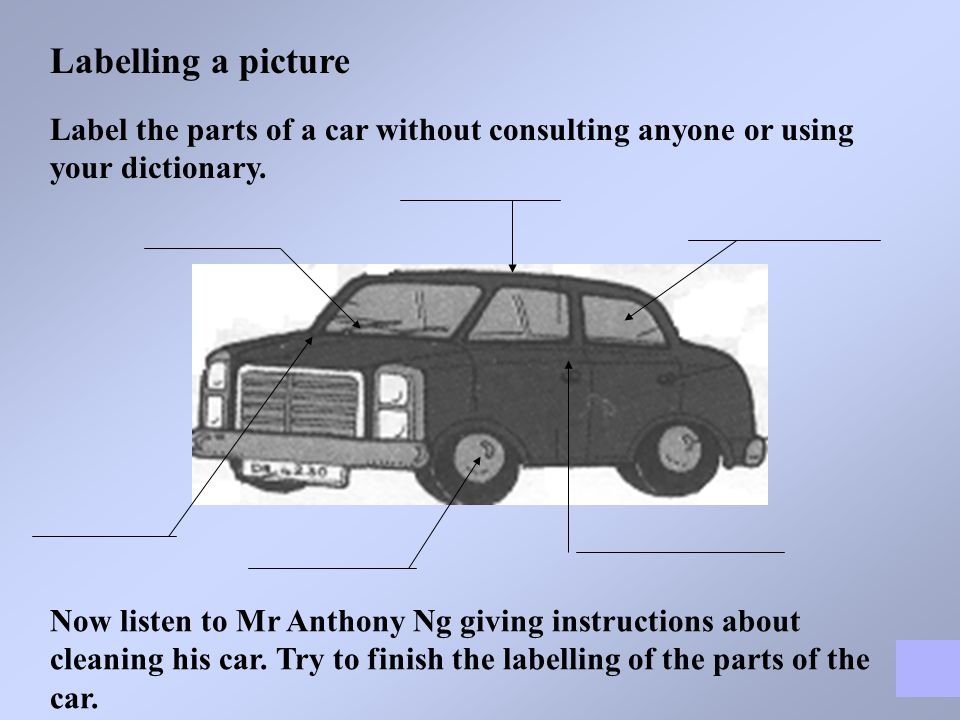 Labelling a picture
Label the parts of a car without consulting anyone or using
your dictionary.
Now listen to Mr Anthony Ng giving instructions about
cleaning his car. Try to finish the labelling of the parts of the
car.